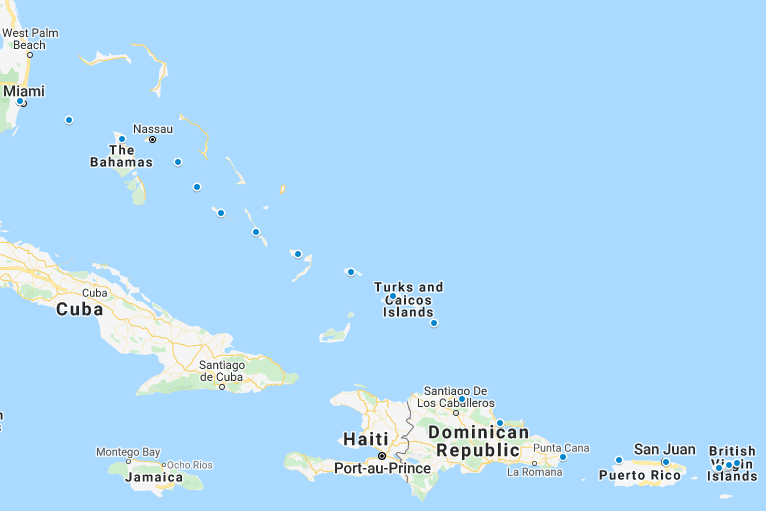 West Palm
Beach
Miami
Nassau
The
Bahamas
Turks and
Caicos
Islands
Cuba
Cuba
Santiago
de Cuba
Santiago De
Los Caballeros
Haiti
Dominican
Republic
Punta Cana
La Romana
Port-au-Prince
Montego Bay
Ocho Rios
Jamaica
San Juan
Puerto Rico
British
Virgin
Islands